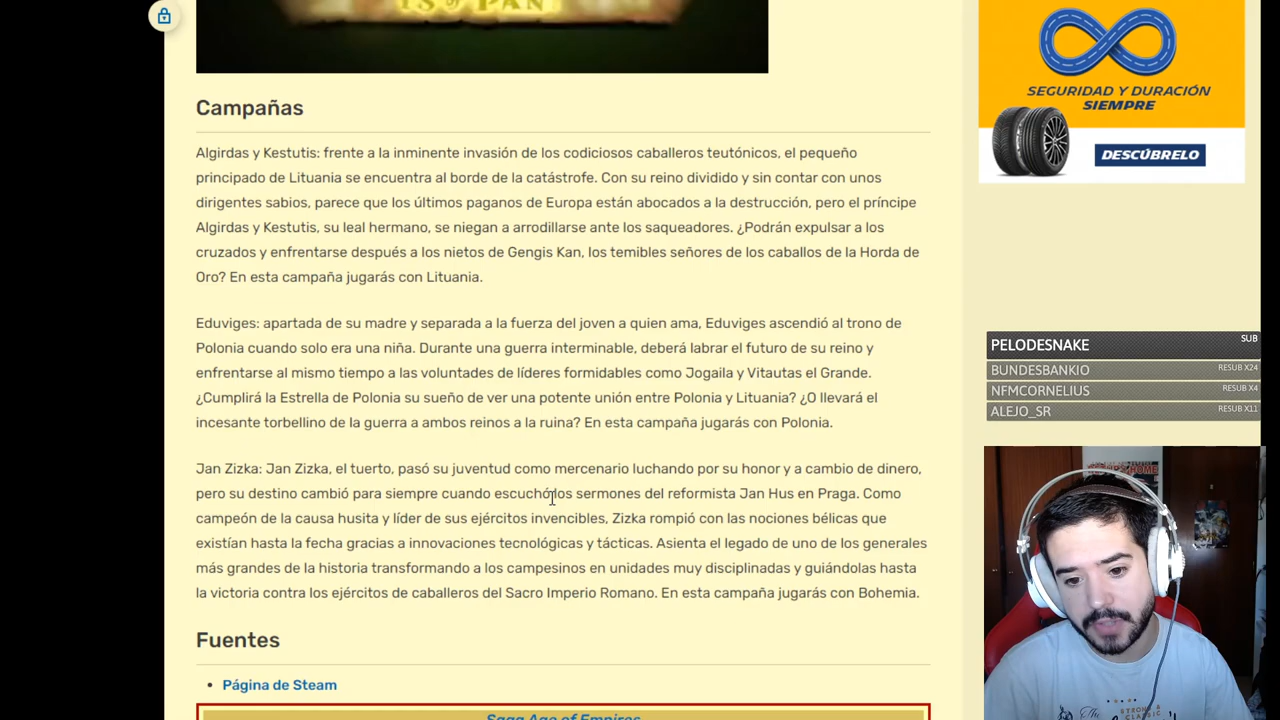 IS of PAN
Campañas
Algirdas y Kestutis: frente a la inminente invasión de los codiciosos caballeros teutónicos, el pequeño
principado de Lituania se encuentra al borde de la catástrofe. Con su reino dividido y sin contar con unos
dirigentes sabios, parece que los últimos paganos de Europa están abocados a la destrucción, pero el príncipe
Algirdas y Kestutis, su leal hermano, se niegan a arrodillarse ante los saqueadores. ¿Podrán expulsar a los
cruzados y enfrentarse después a los nietos de Gengis Kan, los temibles señores de los caballos de la Horda de
Oro? En esta campaña jugarás con Lituania.
Eduviges: apartada de su madre y separada a la fuerza del joven a quien ama, Eduviges ascendió al trono de
Polonia cuando solo era una niña. Durante una guerra interminable, deberá labrar el futuro de su reino y
enfrentarse al mismo tiempo a las voluntades de líderes formidables como Jogaila y Vitautas el Grande.
¿Cumplirá la Estrella de Polonia su sueño de ver una potente unión entre Polonia y Lituania? ¿O llevará el
incesante torbellino de la guerra a ambos reinos a la ruina? En esta campaña jugarás con Polonia.
Jan Zizka: Jan Zizka, el tuerto, pasó su juventud como mercenario luchando por su honor y a cambio de dinero,
pero su destino cambió para siempre cuando escuchó los sermones del reformista Jan Hus en Praga. Como
campeón de la causa husita y líder de sus ejércitos invencibles, Zizka rompió con las nociones bélicas que
existían hasta la fecha gracias a innovaciones tecnológicas y tácticas. Asienta el legado de uno de los generales
más grandes de la historia transformando a los campesinos en unidades muy disciplinadas y guiándolas hasta
la victoria contra los ejércitos de caballeros del Sacro Imperio Romano. En esta campaña jugarás con Bohemia.
Fuentes
• Página de Steam
Saga Age of Empires
SEGURIDAD Y DURACIÓN
SIEMPRE
DESCÚBRELO
PELODESNAKE SUB
BUNDESBANKIO RESUB X24
NFMCORNELIUS RESUB X4
ALEJO_SR RESUB X11